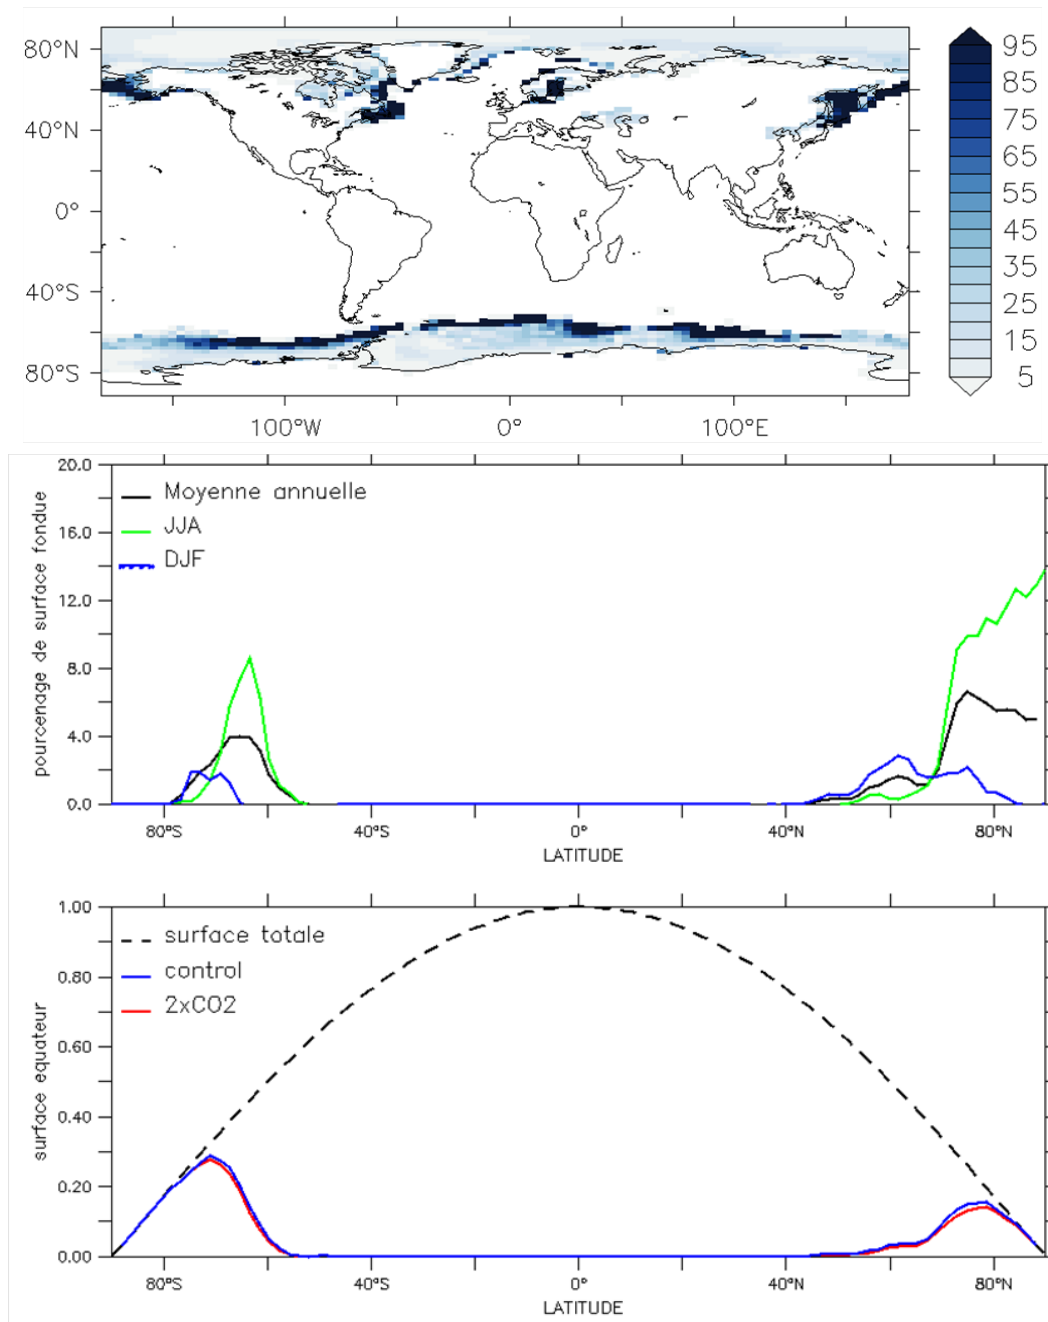 80°N
40°N
0°
40°S
80°S
100°W 0° 100°E
95
85
75
65
55
45
35
25
15
5
pourcenage de surface fondue
20.0
16.0
12.0
8.0
4.0
0.0
Moyenne annuelle
JJA
DJF
80°S 40°S 0° 40°N 80°N
LATITUDE
surface equateur
1.00
0.80
0.60
0.40
0.20
0.00
surface totale
control
2xCO2
80°S 40°S 0° 40°N 80°N
LATITUDE